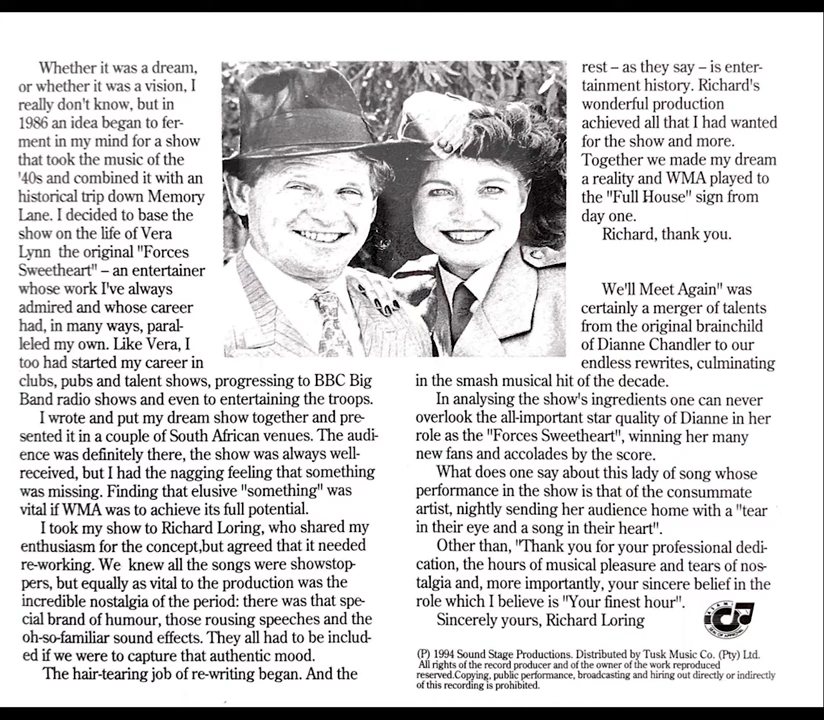 Whether it was a dream,
or whether it was a vision, I
really don't know, but in
1986 an idea began to fer-
ment in my mind for a show
that took the music of the
'40s and combined it with an
historical trip down Memory
Lane. I decided to base the
show on the life of Vera
Lynn the original "Forces
Sweetheart" – an entertainer
whose work I've always
admired and whose career
had, in many ways, paral-
leled my own. Like Vera, I
too had started my career in
clubs, pubs and talent shows, progressing to BBC Big
Band radio shows and even to entertaining the troops.
I wrote and put my dream show together and pre-
sented it in a couple of South African venues. The audi-
ence was definitely there, the show was always well-
received, but I had the nagging feeling that something
was missing. Finding that elusive "something" was
vital if WMA was to achieve its full potential.
I took my show to Richard Loring, who shared my
enthusiasm for the concept,but agreed that it needed
re-working. We knew all the songs were showstop-
pers, but equally as vital to the production was the
incredible nostalgia of the period: there was that spe-
cial brand of humour, those rousing speeches and the
oh-so-familiar sound effects. They all had to be includ-
ed if we were to capture that authentic mood.
The hair-tearing job of re-writing began. And the
rest – as they say – is enter-
tainment history. Richard's
wonderful production
achieved all that I had wanted
for the show and more.
Together we made my dream
a reality and WMA played to
the "Full House" sign from
day one.
Richard, thank you.
We'll Meet Again" was
certainly a merger of talents
from the original brainchild
of Dianne Chandler to our
endless rewrites, culminating
in the smash musical hit of the decade.
In analysing the show's ingredients one can never
overlook the all-important star quality of Dianne in her
role as the "Forces Sweetheart", winning her many
new fans and accolades by the score.
What does one say about this lady of song whose
performance in the show is that of the consummate
artist, nightly sending her audience home with a "tear
in their eye and a song in their heart".
Other than, "Thank you for your professional dedi-
cation, the hours of musical pleasure and tears of nos-
talgia and, more importantly, your sincere belief in the
role which I believe is "Your finest hour".
Sincerely yours, Richard Loring
(P) 1994 Sound Stage Productions. Distributed by Tusk Music Co. (Pty) Ltd.
All rights of the record producer and of the owner of the work reproduced
reserved.Copying, public performance, broadcasting and hiring out directly or indirectly
of this recording is prohibited.